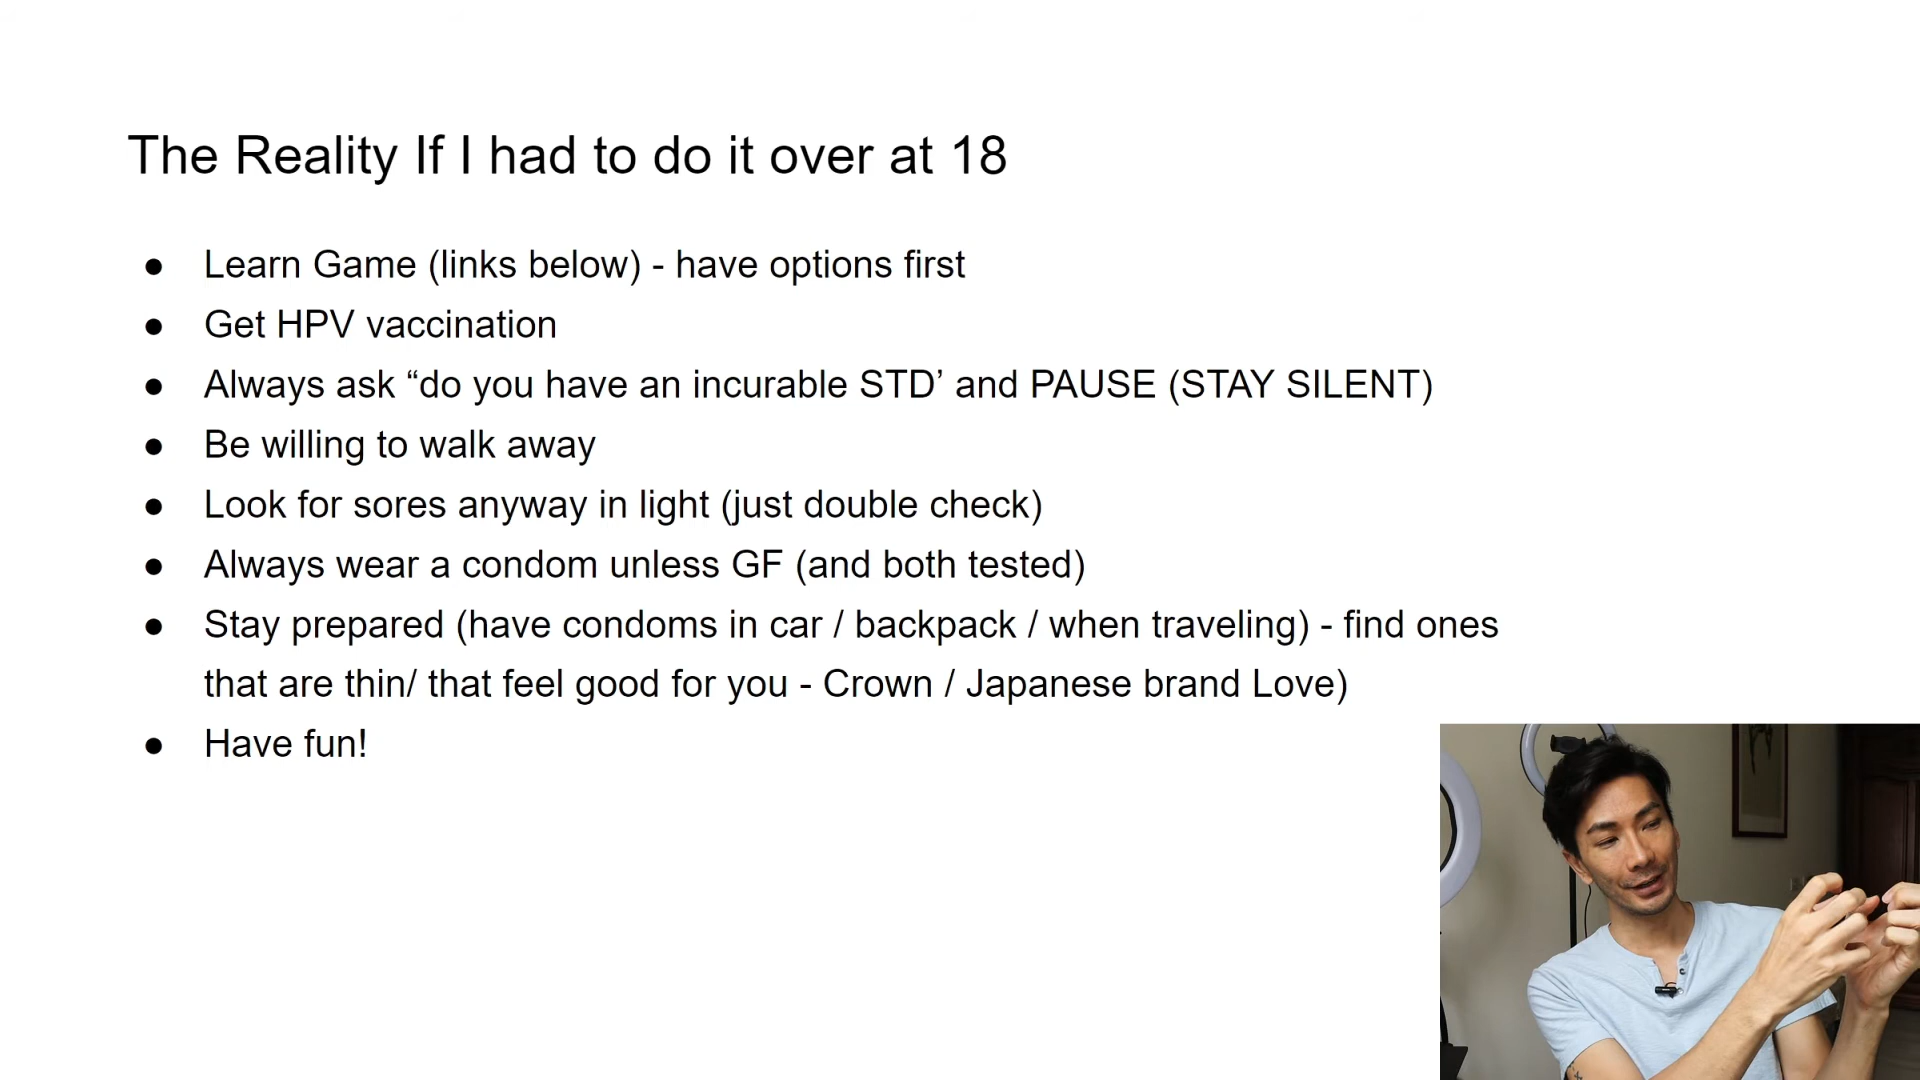 The Reality If I had to do it over at 18
● Learn Game (links below) - have options first
● Get HPV vaccination
● Always ask “do you have an incurable STD’ and PAUSE (STAY SILENT)
● Be willing to walk away
● Look for sores anyway in light (just double check)
● Always wear a condom unless GF (and both tested)
● Stay prepared (have condoms in car / backpack / when traveling) - find ones
that are thin/ that feel good for you - Crown / Japanese brand Love)
● Have fun!